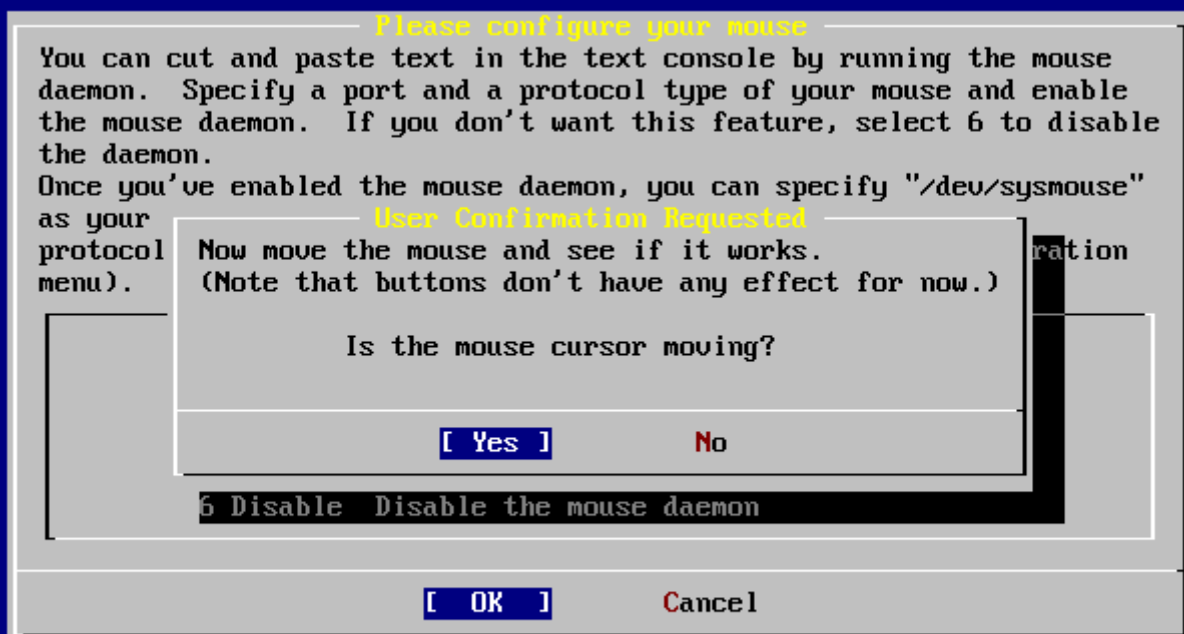 Please configure your mouse
You can cut and paste text in the text console by running the mouse
daemon.  Specify a port and a protocol type of your mouse and enable
the mouse daemon.  If you don't want this feature, select 6 to disable
the daemon.
Once you've enabled the mouse daemon, you can specify "/dev/sysmouse"
as your
User Confirmation Requested
protocol
Now move the mouse and see if it works.
ration
menu).
(Note that buttons don't have any effect for now.)
Is the mouse cursor moving?
[ Yes ]
No
6 Disable  Disable the mouse daemon
[  OK  ]
Cancel